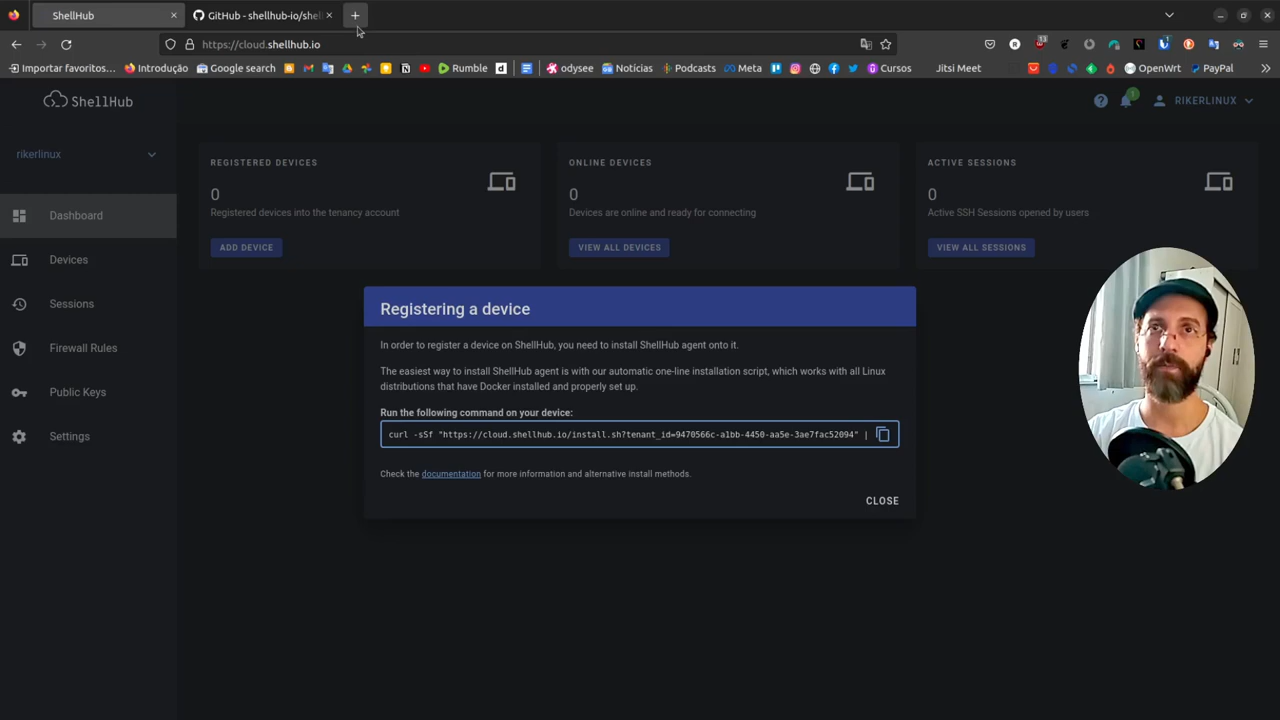 ShellHub
GitHub - shellhub-io/shell
https://cloud.shellhub.io
Importar favoritos...
Introdução
Google search
Rumble
odysee
Notícias
Podcasts
Meta
Cursos
Jitsi Meet
OpenWrt
PayPal
ShellHub
RIKERLINUX
rikerlinux
Dashboard
Devices
Sessions
Firewall Rules
Public Keys
Settings
REGISTERED DEVICES
0
Registered devices into the tenancy account
ADD DEVICE
ONLINE DEVICES
0
Devices are online and ready for connecting
VIEW ALL DEVICES
ACTIVE SESSIONS
0
Active SSH Sessions opened by users
VIEW ALL SESSIONS
Registering a device
In order to register a device on ShellHub, you need to install ShellHub agent onto it.
The easiest way to install ShellHub agent is with our automatic one-line installation script, which works with all Linux
distributions that have Docker installed and properly set up.
Run the following command on your device:
curl -sSf "https://cloud.shellhub.io/install.sh?tenant_id=9470566c-a1bb-4450-aa5e-3ae7fac52094" |
Check the documentation for more information and alternative install methods.
CLOSE